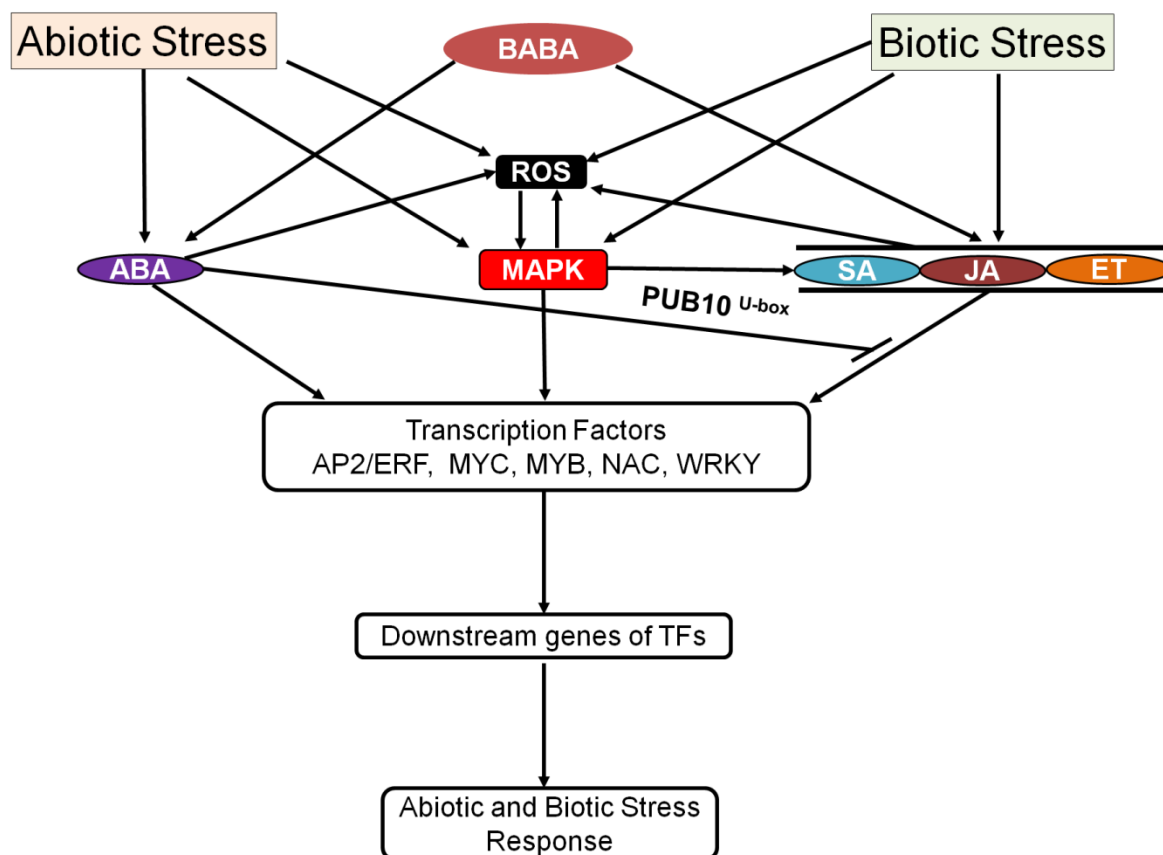 Abiotic Stress
BABA
Biotic Stress
ROS
ABA
MAPK
SA
JA
ET
PUB10 U-box
Transcription Factors
AP2/ERF, MYC, MYB, NAC, WRKY
Downstream genes of TFs
Abiotic and Biotic Stress
Response